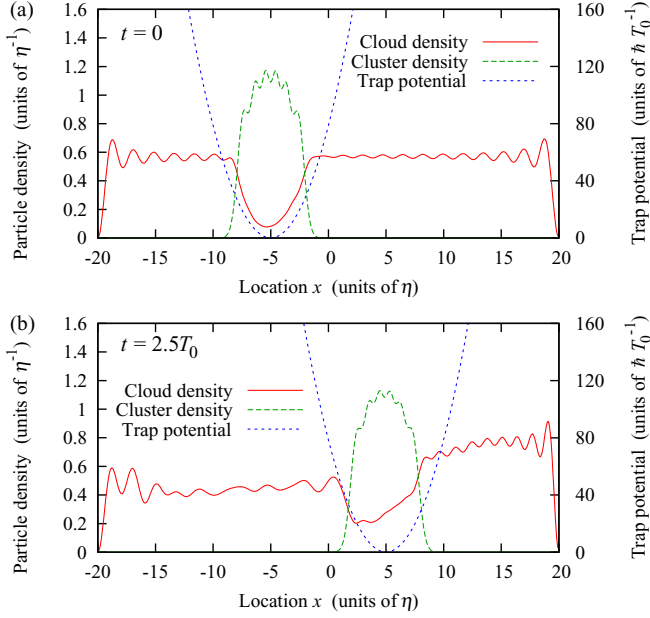 (a)
t = 0
Cloud density
Cluster density
Trap potential
Particle density (units of η⁻¹)
1.6
1.4
1.2
1
0.8
0.6
0.4
0.2
0
Trap potential (units of ℏ T₀⁻¹)
160
120
80
40
0
-20 -15 -10 -5 0 5 10 15 20
Location x (units of η)
(b)
t = 2.5T₀
Cloud density
Cluster density
Trap potential
Particle density (units of η⁻¹)
1.6
1.4
1.2
1
0.8
0.6
0.4
0.2
0
Trap potential (units of ℏ T₀⁻¹)
160
120
80
40
0
-20 -15 -10 -5 0 5 10 15 20
Location x (units of η)